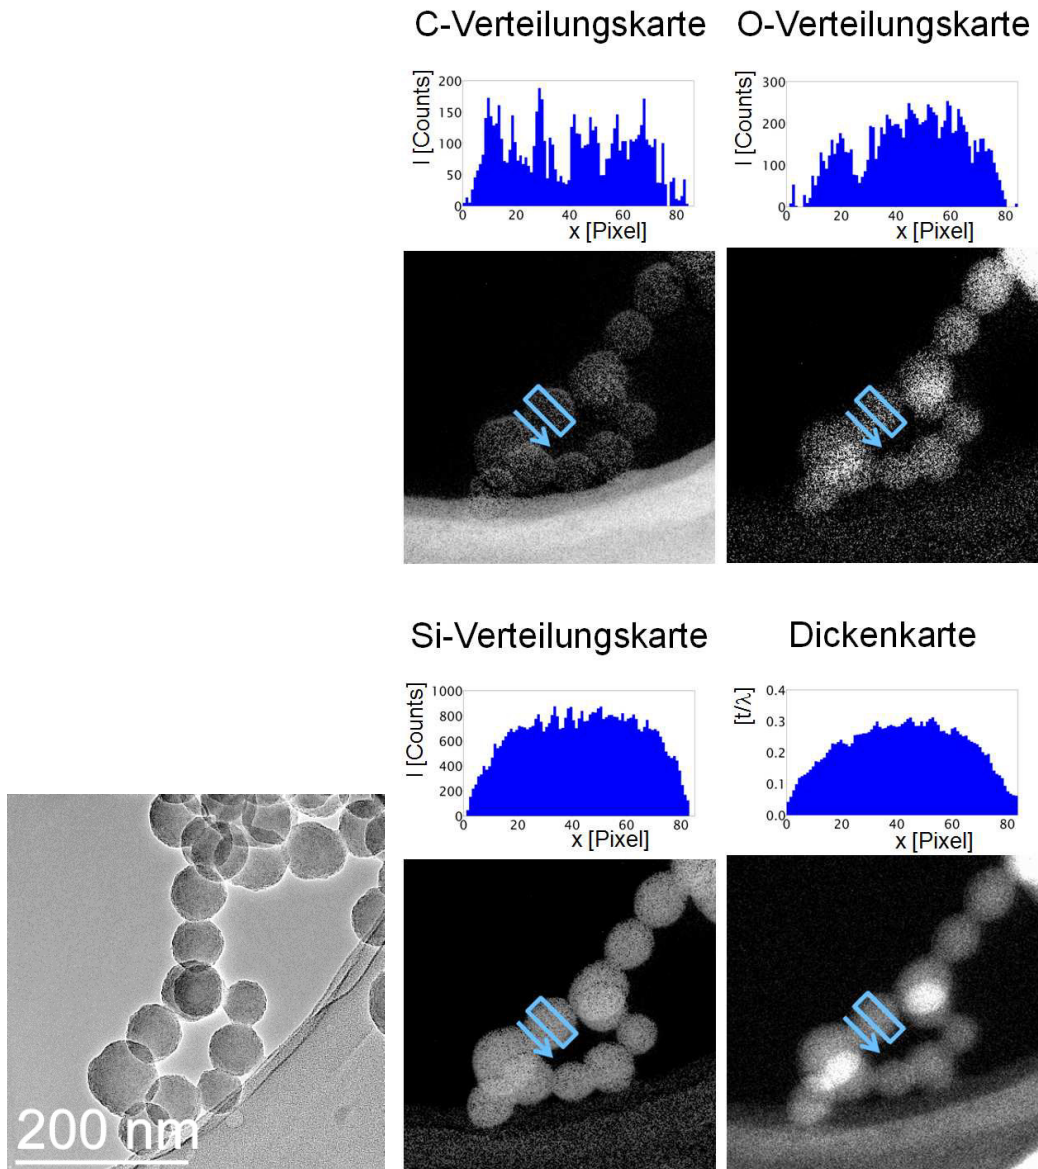 C-Verteilungskarte
O-Verteilungskarte
I [Counts]
200
150
100
50
0
0 20 40 60 80
x [Pixel]
I [Counts]
300
200
100
0
0 20 40 60 80
x [Pixel]
Si-Verteilungskarte
Dickenkarte
I [Counts]
1000
800
600
400
200
0
0 20 40 60 80
x [Pixel]
[t/λ]
0.4
0.3
0.2
0.1
0.0
0 20 40 60 80
x [Pixel]
200 nm